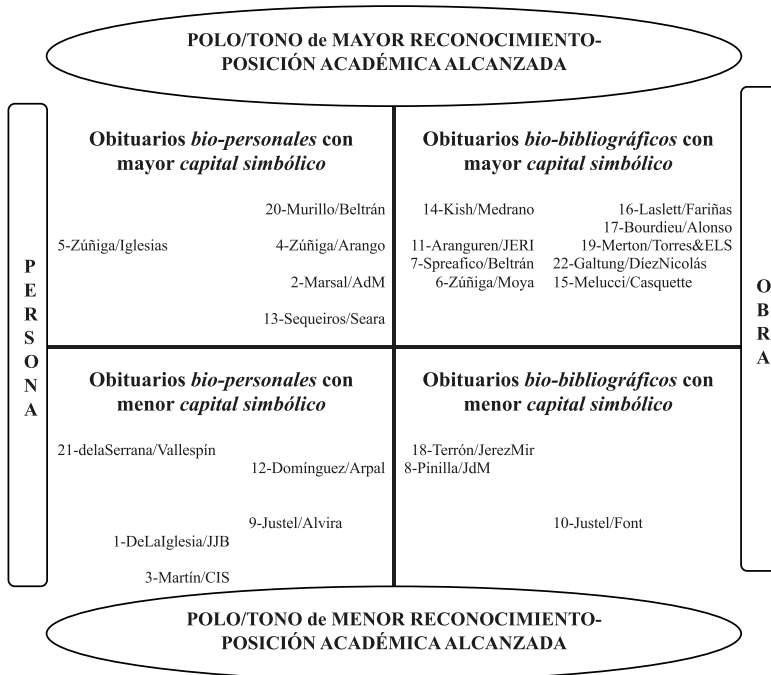 POLO/TONO de MAYOR RECONOCIMIENTO-
POSICIÓN ACADÉMICA ALCANZADA
PERSONA
Obituarios bio-personales con
mayor capital simbólico
20-Murillo/Beltrán
5-Zúñiga/Iglesias
4-Zúñiga/Arango
2-Marsal/AdM
13-Sequeiros/Seara
Obituarios bio-bibliográficos con
mayor capital simbólico
14-Kish/Medrano
16-Laslett/Fariñas
17-Bourdieu/Alonso
11-Aranguren/JERI
19-Merton/Torres&ELS
7-Spreafico/Beltrán
22-Galtung/DíezNicolás
6-Zúñiga/Moya
15-Melucci/Casquette
OBRA
Obituarios bio-personales con
menor capital simbólico
21-delaSerrana/Vallespín
12-Domínguez/Arpal
9-Justel/Alvira
1-DeLaIglesia/JJB
3-Martín/CIS
Obituarios bio-bibliográficos con
menor capital simbólico
18-Terrón/JerezMir
8-Pinilla/JdM
10-Justel/Font
POLO/TONO de MENOR RECONOCIMIENTO-
POSICIÓN ACADÉMICA ALCANZADA